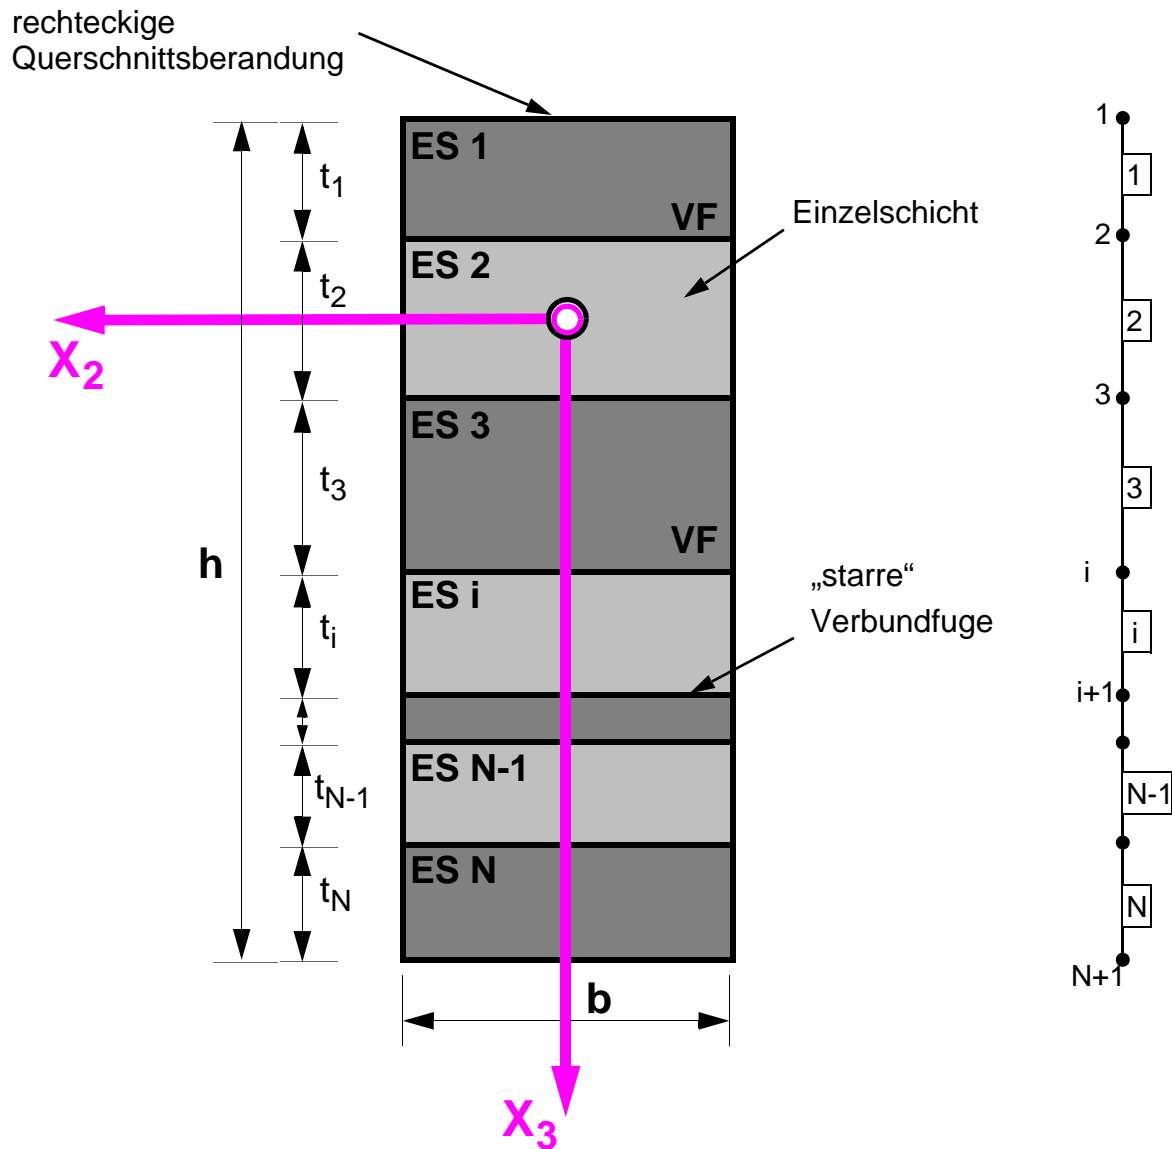 rechteckige
Querschnittsberandung
ES 1
t1
VF
Einzelschicht
ES 2
t2
X2
ES 3
t3
VF
h
„starre“
Verbundfuge
ES i
ti
ES N-1
tN-1
ES N
tN
b
X3
1
1
2
2
3
3
i
i
i+1
N-1
N
N+1